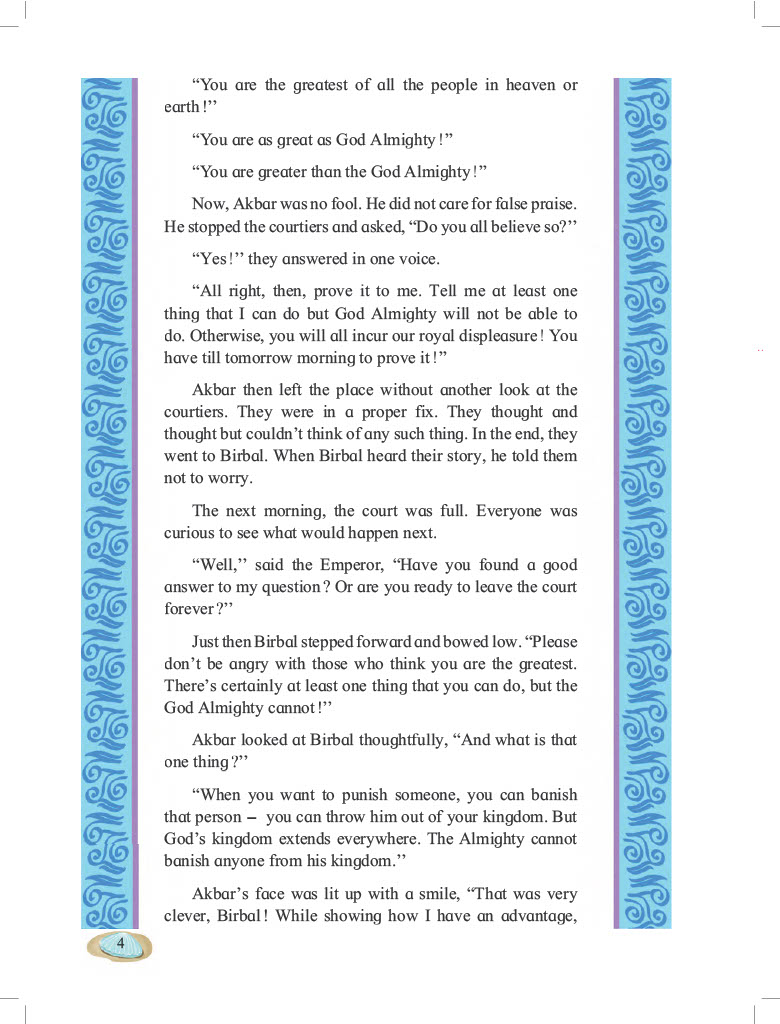 “You are the greatest of all the people in heaven or
earth!’’
“You are as great as God Almighty!”
“You are greater than the God Almighty!”
Now, Akbar was no fool. He did not care for false praise.
He stopped the courtiers and asked, “Do you all believe so?’’
“Yes!’’ they answered in one voice.
“All right, then, prove it to me. Tell me at least one
thing that I can do but God Almighty will not be able to
do. Otherwise, you will all incur our royal displeasure! You
have till tomorrow morning to prove it!”
Akbar then left the place without another look at the
courtiers. They were in a proper fix. They thought and
thought but couldn’t think of any such thing. In the end, they
went to Birbal. When Birbal heard their story, he told them
not to worry.
The next morning, the court was full. Everyone was
curious to see what would happen next.
“Well,’’ said the Emperor, “Have you found a good
answer to my question? Or are you ready to leave the court
forever?’’
Just then Birbal stepped forward and bowed low. “Please
don’t be angry with those who think you are the greatest.
There’s certainly at least one thing that you can do, but the
God Almighty cannot!’’
Akbar looked at Birbal thoughtfully, “And what is that
one thing?’’
“When you want to punish someone, you can banish
that person – you can throw him out of your kingdom. But
God’s kingdom extends everywhere. The Almighty cannot
banish anyone from his kingdom.’’
Akbar’s face was lit up with a smile, “That was very
clever, Birbal! While showing how I have an advantage,
4